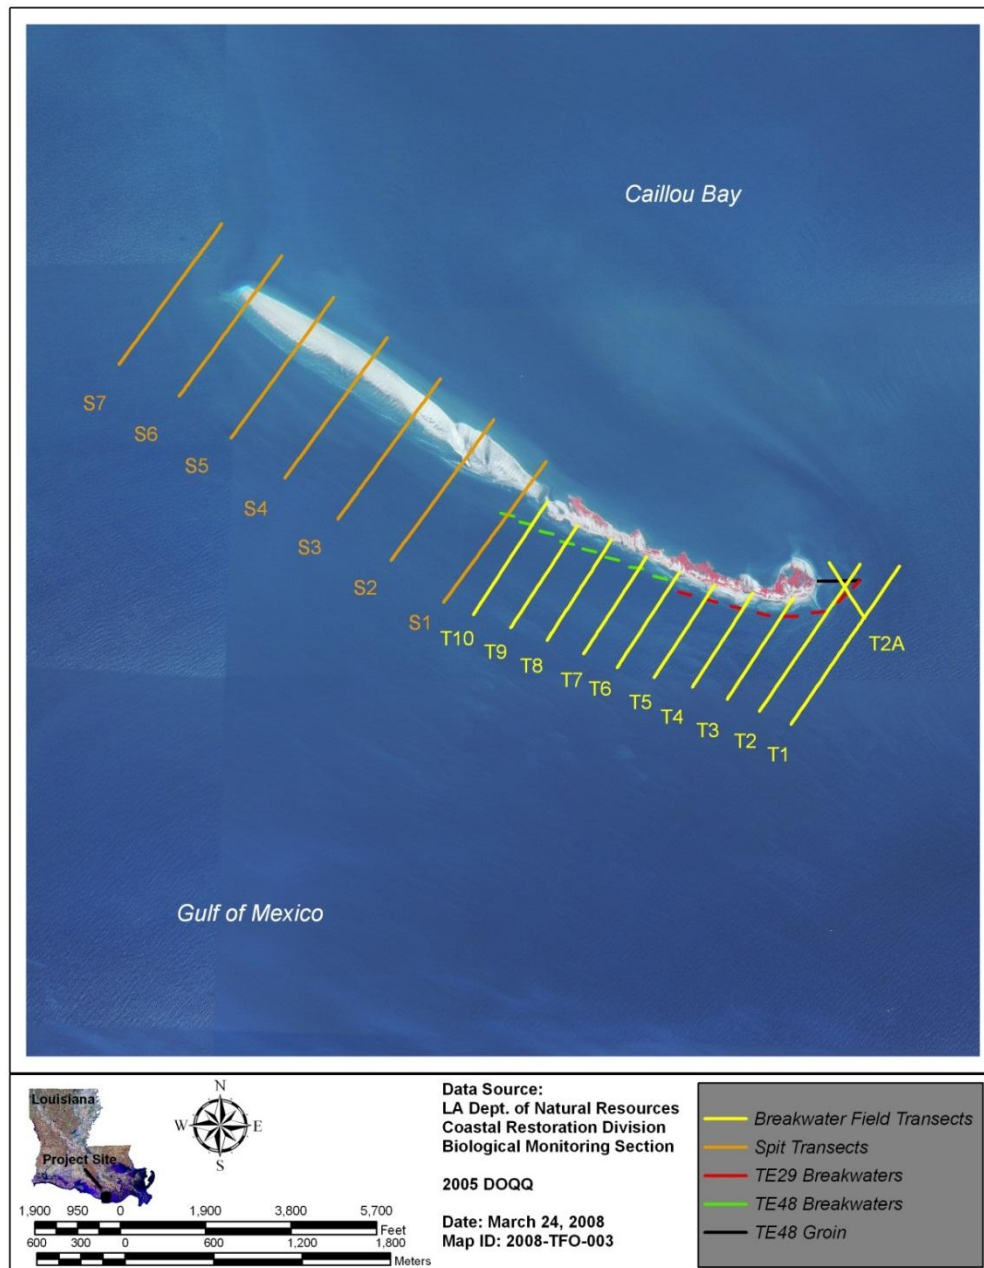 Caillou Bay
S7
S6
S5
S4
S3
S2
S1
T10
T9
T8
T7
T6
T5
T4
T3
T2
T1
T2A
Gulf of Mexico
Louisiana
Project Site
N
W E
S
1,900 950 0 1,900 3,800 5,700
Feet
600 300 0 600 1,200 1,800
Meters
Data Source:
LA Dept. of Natural Resources
Coastal Restoration Division
Biological Monitoring Section
2005 DOQQ
Date: March 24, 2008
Map ID: 2008-TFO-003
Breakwater Field Transects
Spit Transects
TE29 Breakwaters
TE48 Breakwaters
TE48 Groin